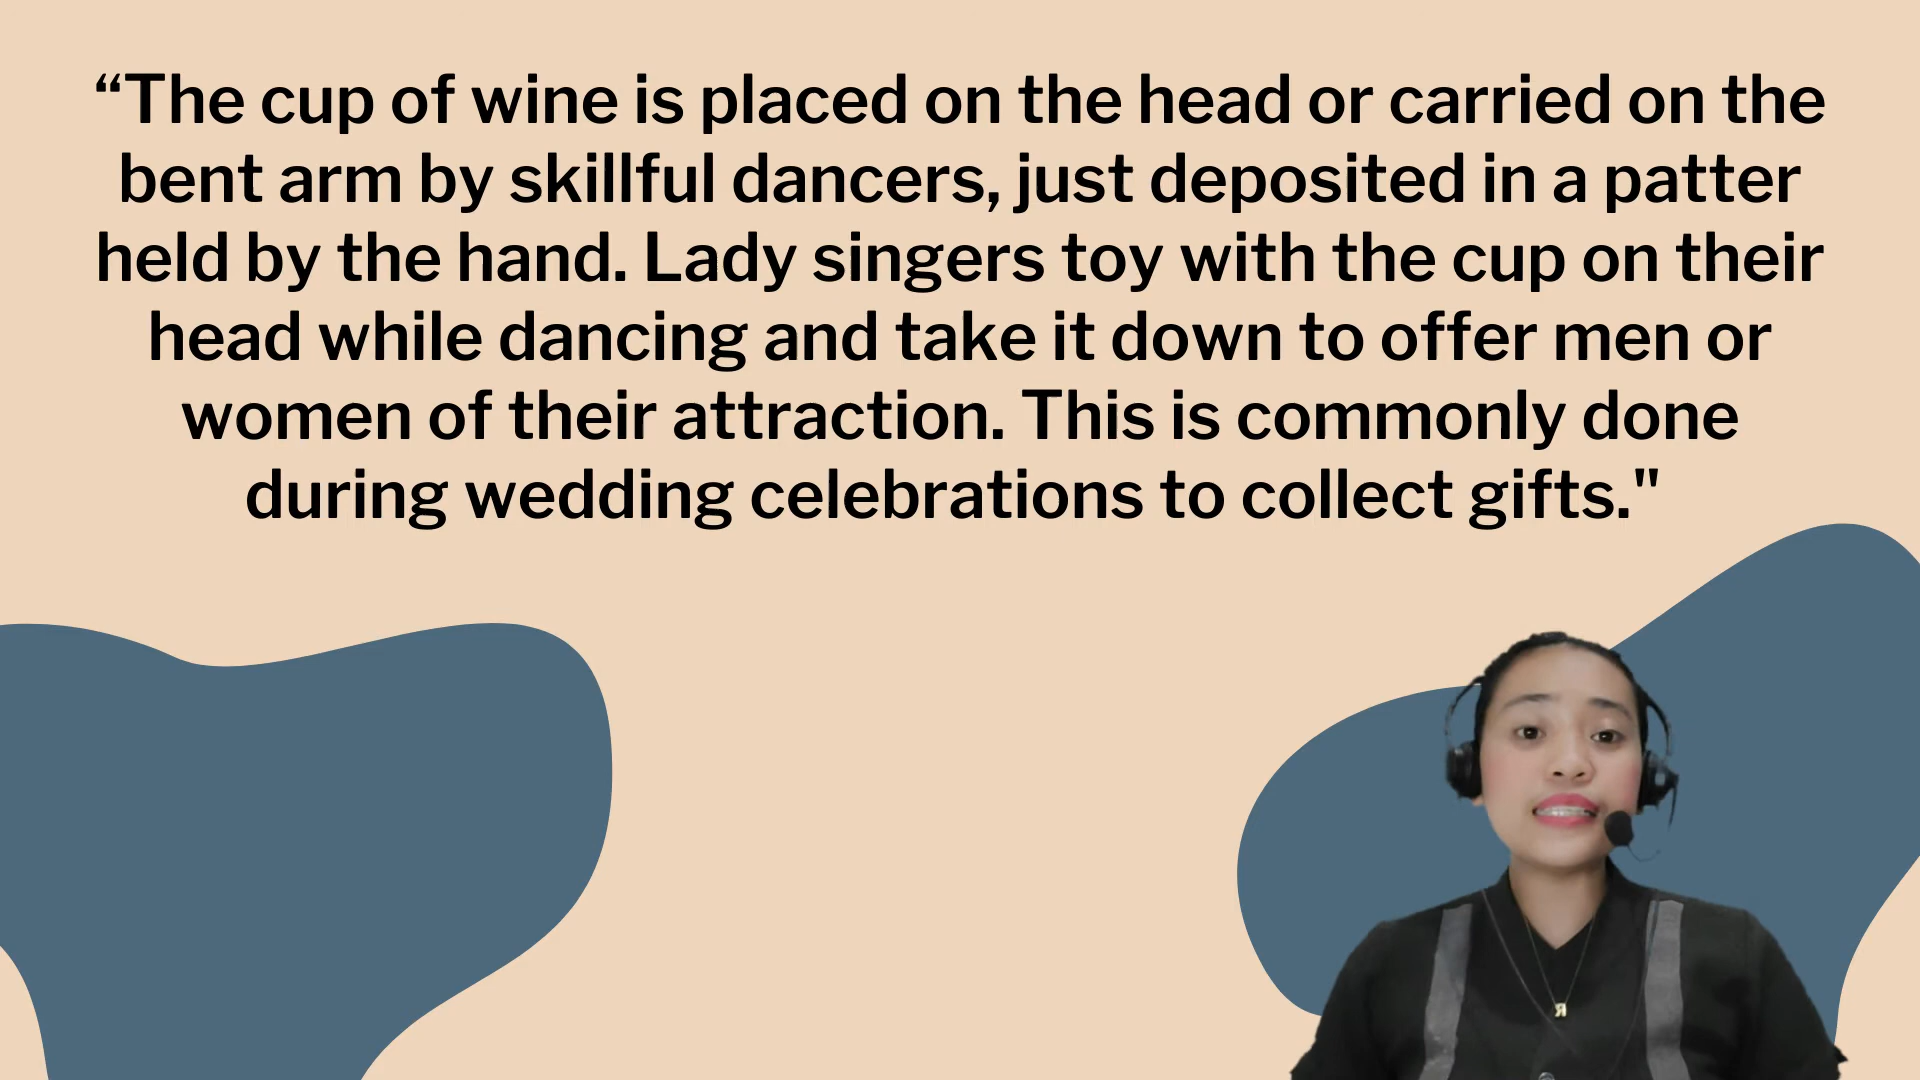 “The cup of wine is placed on the head or carried on the
bent arm by skillful dancers, just deposited in a patter
held by the hand. Lady singers toy with the cup on their
head while dancing and take it down to offer men or
women of their attraction. This is commonly done
during wedding celebrations to collect gifts."